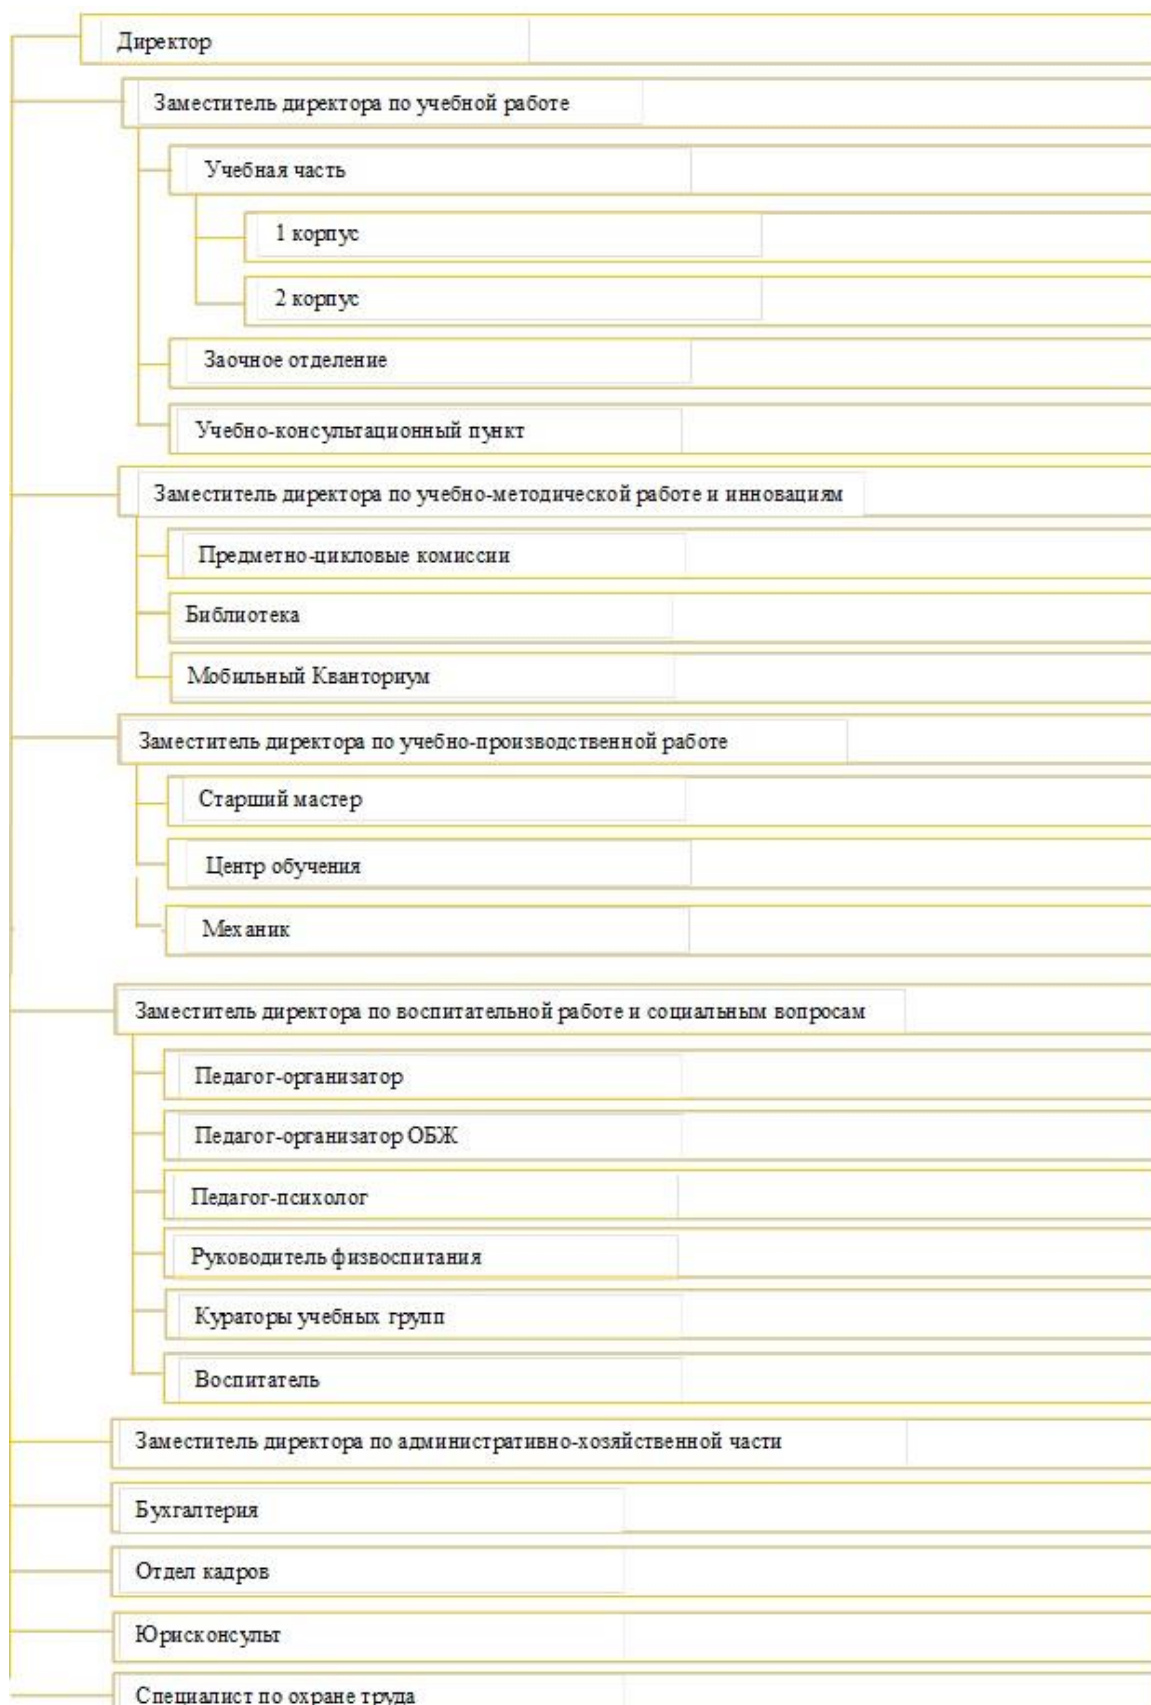 Директор
Заместитель директора по учебной работе
Учебная часть
1 корпус
2 корпус
Заочное отделение
Учебно-консультационный пункт
Заместитель директора по учебно-методической работе и инновациям
Предметно-цикловые комиссии
Библиотека
Мобильный Кванториум
Заместитель директора по учебно-производственной работе
Старший мастер
Центр обучения
Механик
Заместитель директора по воспитательной работе и социальным вопросам
Педагог-организатор
Педагог-организатор ОБЖ
Педагог-психолог
Руководитель физвоспитания
Кураторы учебных групп
Воспитатель
Заместитель директора по административно-хозяйственной части
Бухгалтерия
Отдел кадров
Юрисконсульт
Специалист по охране труда